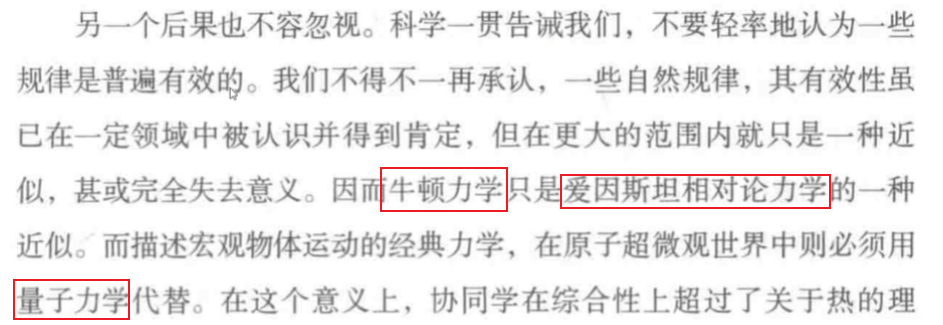 另一个后果也不容忽视。科学一贯告诫我们，不要轻率地认为一些
规律是普遍有效的。我们不得不一再承认，一些自然规律，其有效性虽
已在一定领域中被认识并得到肯定，但在更大的范围内就只是一种近
似，甚或完全失去意义。因而牛顿力学只是爱因斯坦相对论力学的一种
近似。而描述宏观物体运动的经典力学，在原子超微观世界中则必须用
量子力学代替。在这个意义上，协同学在综合性上超过了关于热的理